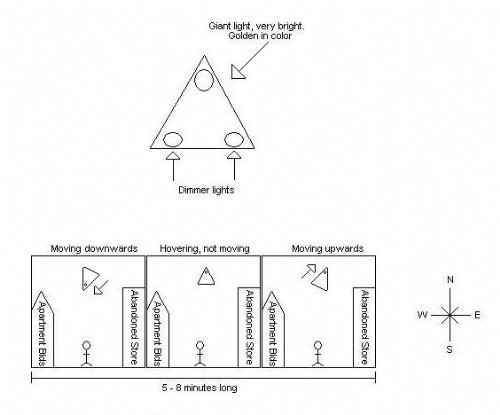 Giant light, very bright.
Golden in color
Dimmer lights
Moving downwards
Hovering, not moving
Moving upwards
Apartment Blds
Abandoned Store
Apartment Blds
Abandoned Store
Apartment Blds
Abandoned Store
N
W
E
S
5 - 8 minutes long